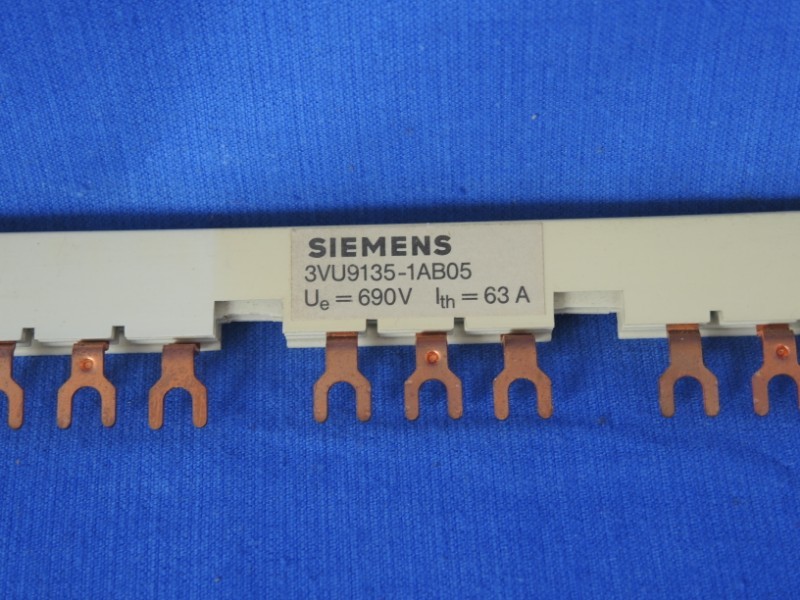 SIEMENS
3VU9135-1AB05
Ue = 690V Ith = 63 A